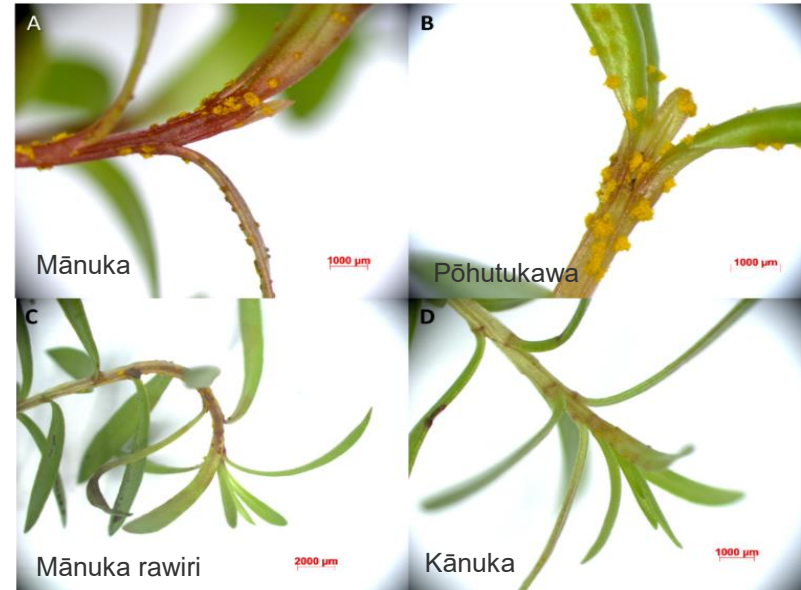 A
Mānuka
1000 µm
B
Pōhutukawa
1000 µm
C
Mānuka rawiri
2000 µm
D
Kānuka
1000 µm